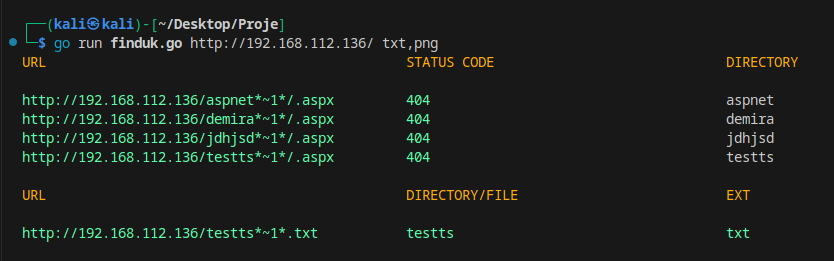 ┌──(kali㉿kali)-[~/Desktop/Proje]
└─$ go run finduk.go http://192.168.112.136/ txt,png
URL STATUS CODE DIRECTORY
http://192.168.112.136/aspnet*~1*/.aspx 404 aspnet
http://192.168.112.136/demira*~1*/.aspx 404 demira
http://192.168.112.136/jdhjsd*~1*/.aspx 404 jdhjsd
http://192.168.112.136/testts*~1*/.aspx 404 testts
URL DIRECTORY/FILE EXT
http://192.168.112.136/testts*~1*.txt testts txt